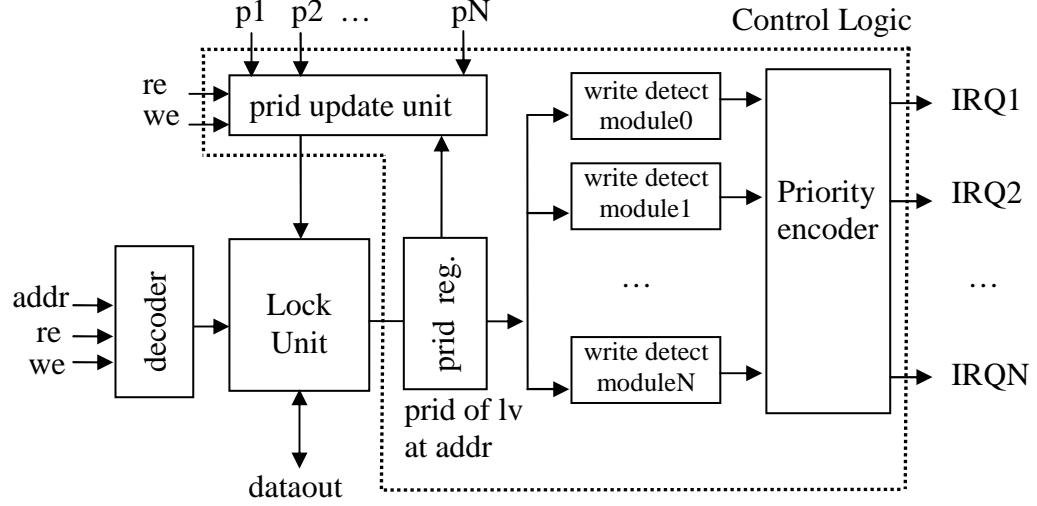 Control Logic
p1 p2 … pN
re
we
prid update unit
write detect
module0
write detect
module1
…
write detect
moduleN
Priority
encoder
IRQ1
IRQ2
…
IRQN
addr
re
we
decoder
Lock
Unit
prid reg.
prid of lv
at addr
dataout